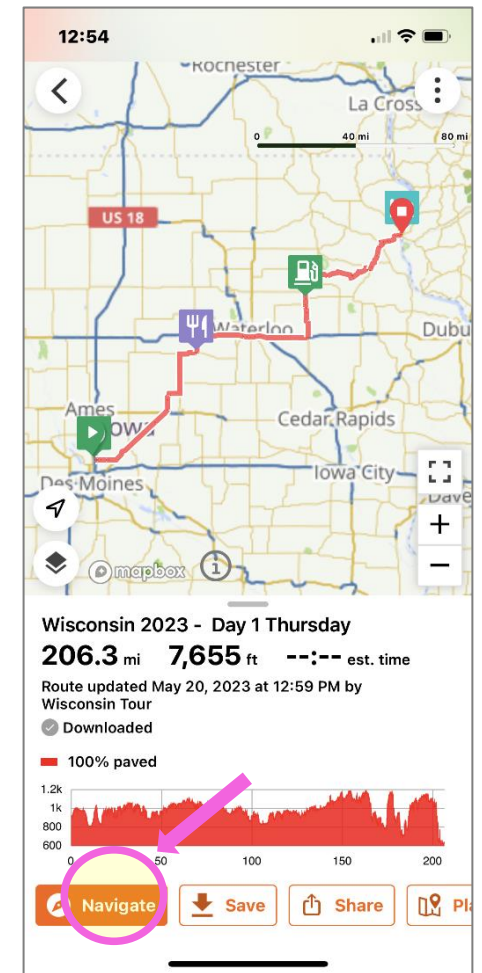 12:54
Rochester
La Cross
0 40 mi 80 mi
US 18
Waterloo
Dubu
Ames
Iowa
Cedar Rapids
Des Moines
Iowa City
Dave
mapbox
Wisconsin 2023 - Day 1 Thursday
206.3 mi 7,655 ft --:-- est. time
Route updated May 20, 2023 at 12:59 PM by
Wisconsin Tour
Downloaded
100% paved
1.2k
1k
800
600
0 50 100 150 200
Navigate Save Share Pl